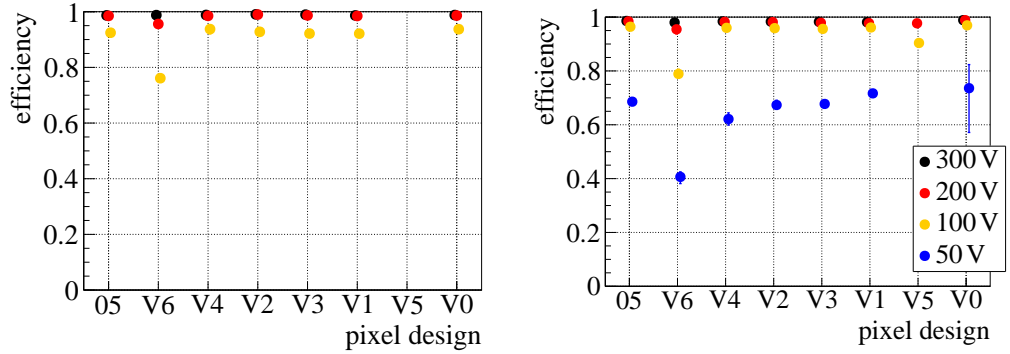 efficiency
1
0.8
0.6
0.4
0.2
0
05 V6 V4 V2 V3 V1 V5 V0
pixel design
efficiency
1
0.8
0.6
0.4
0.2
0
05 V6 V4 V2 V3 V1 V5 V0
pixel design
300 V
200 V
100 V
50 V